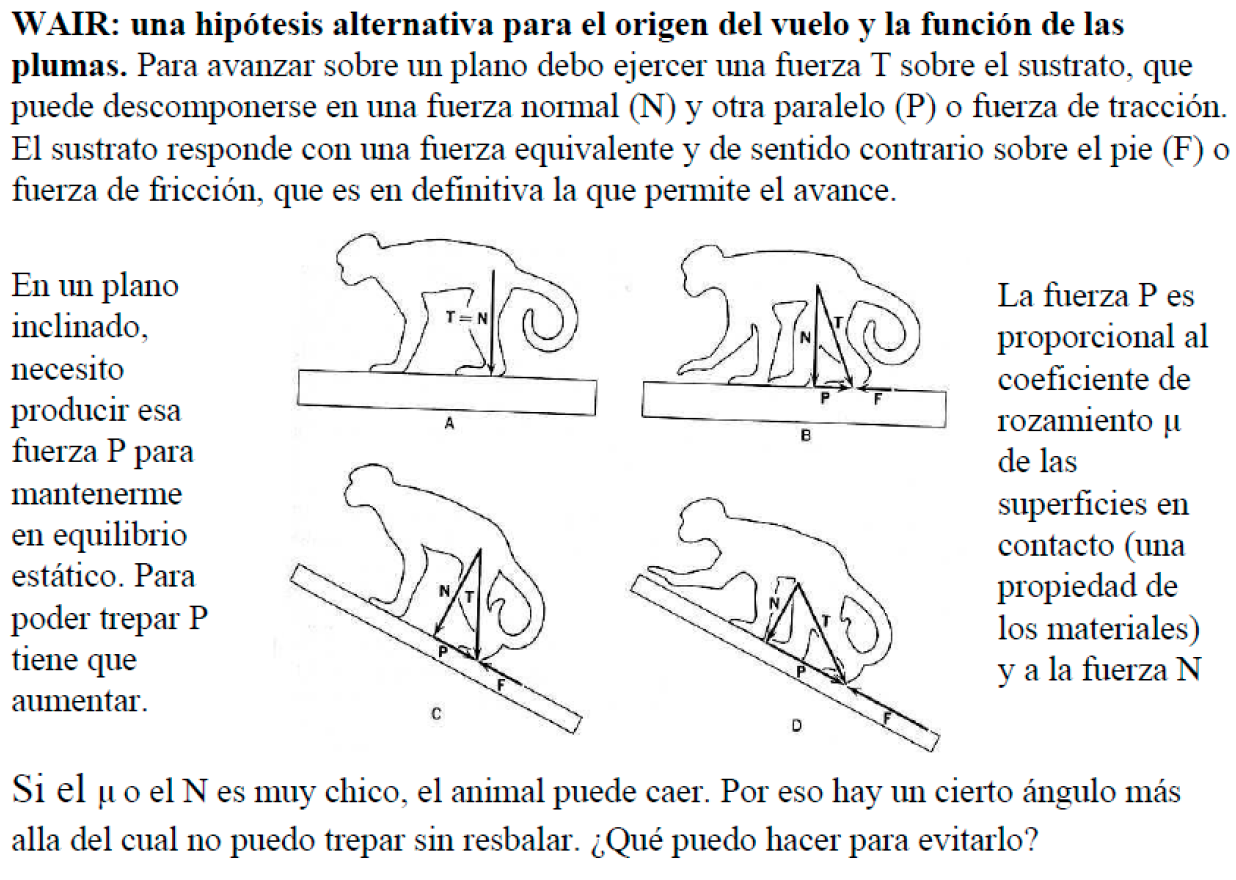 WAIR: una hipótesis alternativa para el origen del vuelo y la función de las
plumas. Para avanzar sobre un plano debo ejercer una fuerza T sobre el sustrato, que
puede descomponerse en una fuerza normal (N) y otra paralelo (P) o fuerza de tracción.
El sustrato responde con una fuerza equivalente y de sentido contrario sobre el pie (F) o
fuerza de fricción, que es en definitiva la que permite el avance.
En un plano
inclinado,
necesito
producir esa
fuerza P para
mantenerme
en equilibrio
estático. Para
poder trepar P
tiene que
aumentar.
T = N
A
N
T
P
F
B
N
T
P
F
C
N
T
P
F
D
La fuerza P es
proporcional al
coeficiente de
rozamiento μ
de las
superficies en
contacto (una
propiedad de
los materiales)
y a la fuerza N
Si el μ o el N es muy chico, el animal puede caer. Por eso hay un cierto ángulo más
alla del cual no puedo trepar sin resbalar. ¿Qué puedo hacer para evitarlo?